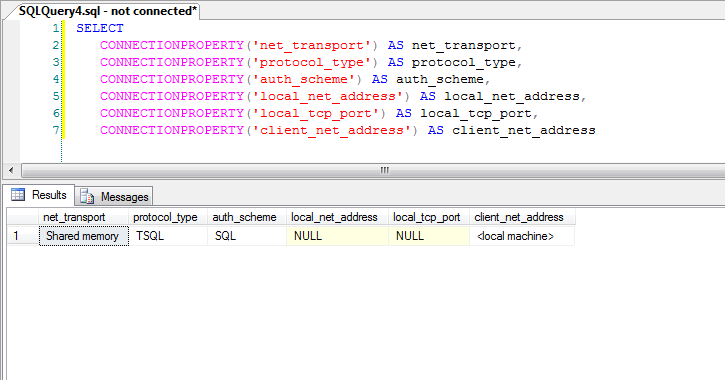 SQLQuery4.sql - not connected*
1 SELECT
2 CONNECTIONPROPERTY('net_transport') AS net_transport,
3 CONNECTIONPROPERTY('protocol_type') AS protocol_type,
4 CONNECTIONPROPERTY('auth_scheme') AS auth_scheme,
5 CONNECTIONPROPERTY('local_net_address') AS local_net_address,
6 CONNECTIONPROPERTY('local_tcp_port') AS local_tcp_port,
7 CONNECTIONPROPERTY('client_net_address') AS client_net_address
Results Messages
net_transport protocol_type auth_scheme local_net_address local_tcp_port client_net_address
1 Shared memory TSQL SQL NULL NULL <local machine>